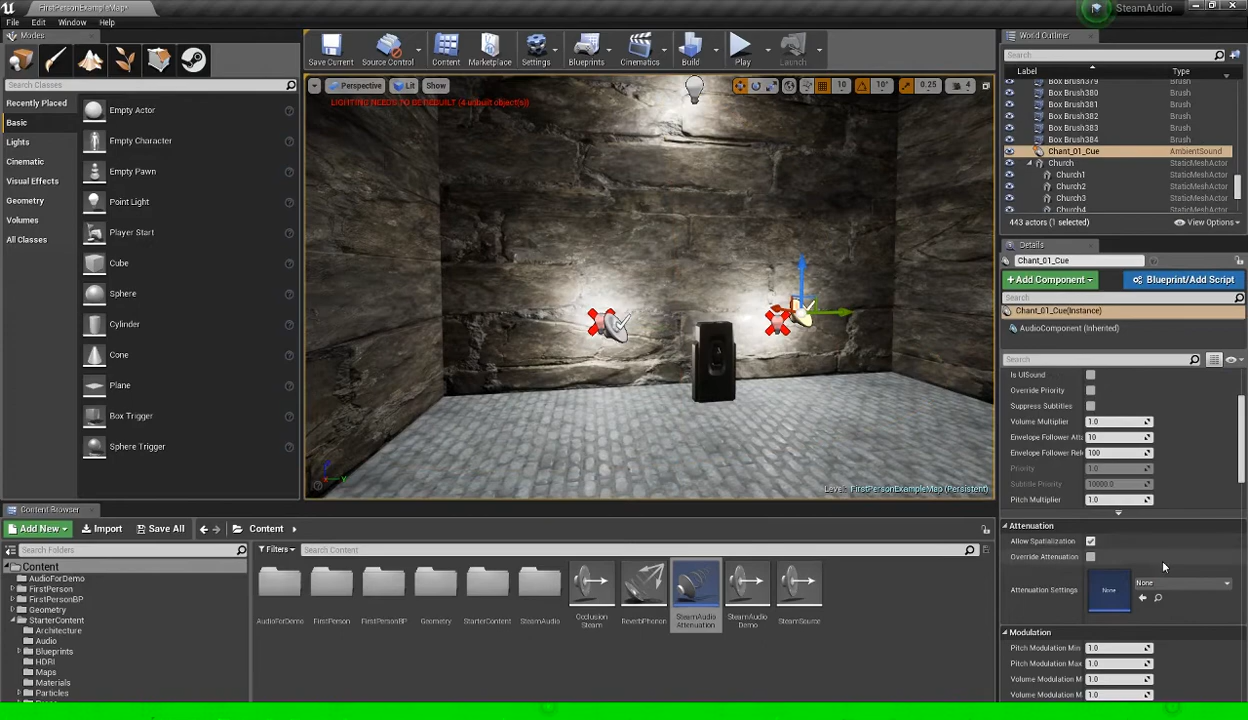 FirstPersonExampleMap*
SteamAudio
File Edit Window Help
Modes
Search Classes
Recently Placed
Basic
Lights
Cinematic
Visual Effects
Geometry
Volumes
All Classes
Empty Actor
Empty Character
Empty Pawn
Point Light
Player Start
Cube
Sphere
Cylinder
Cone
Plane
Box Trigger
Sphere Trigger
Save Current
Source Control
Content
Marketplace
Settings
Blueprints
Cinematics
Build
Play
Launch
Perspective Lit Show
10 10° 0.25 4
LIGHTING NEEDS TO BE REBUILT (4 unbuilt object(s))
Level: FirstPersonExampleMap (Persistent)
World Outliner
Search
Label Type
Box Brush379 Brush
Box Brush380 Brush
Box Brush381 Brush
Box Brush382 Brush
Box Brush383 Brush
Box Brush384 Brush
Chant_01_Cue AmbientSound
Church StaticMeshActor
Church1 StaticMeshActor
Church2 StaticMeshActor
Church3 StaticMeshActor
Church4 StaticMeshActor
443 actors (1 selected) View Options
Details
Chant_01_Cue
+Add Component Blueprint/Add Script
Search
Chant_01_Cue(Instance)
AudioComponent (Inherited)
Search
Is UISound
Override Priority
Suppress Subtitles
Volume Multiplier 1.0
Envelope Follower Atta 10
Envelope Follower Rele 100
Priority 1.0
Subtitle Priority 10000.0
Pitch Multiplier 1.0
Attenuation
Allow Spatialization
Override Attenuation
Attenuation Settings None None
Modulation
Pitch Modulation Min 1.0
Pitch Modulation Max 1.0
Volume Modulation M 1.0
Volume Modulation M 1.0
Content Browser
Add New Import Save All Content
Search Folders
Filters Search Content
Content
AudioForDemo
FirstPerson
FirstPersonBP
Geometry
StarterContent
Architecture
Audio
Blueprints
HDRI
Maps
Materials
Particles
AudioForDemo
FirstPerson
FirstPersonBP
Geometry
StarterContent
SteamAudio
Occlusion Steam
ReverbPhonon
SteamAudio Attenuation
SteamAudio Demo
SteamSource